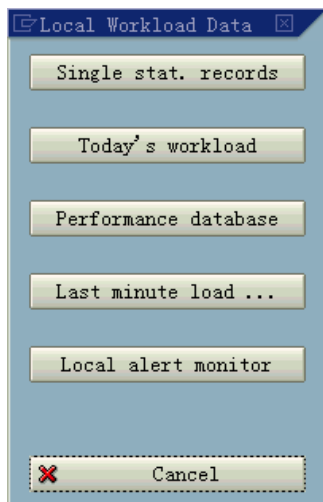 Local Workload Data
Single stat. records
Today's workload
Performance database
Last minute load ...
Local alert monitor
Cancel